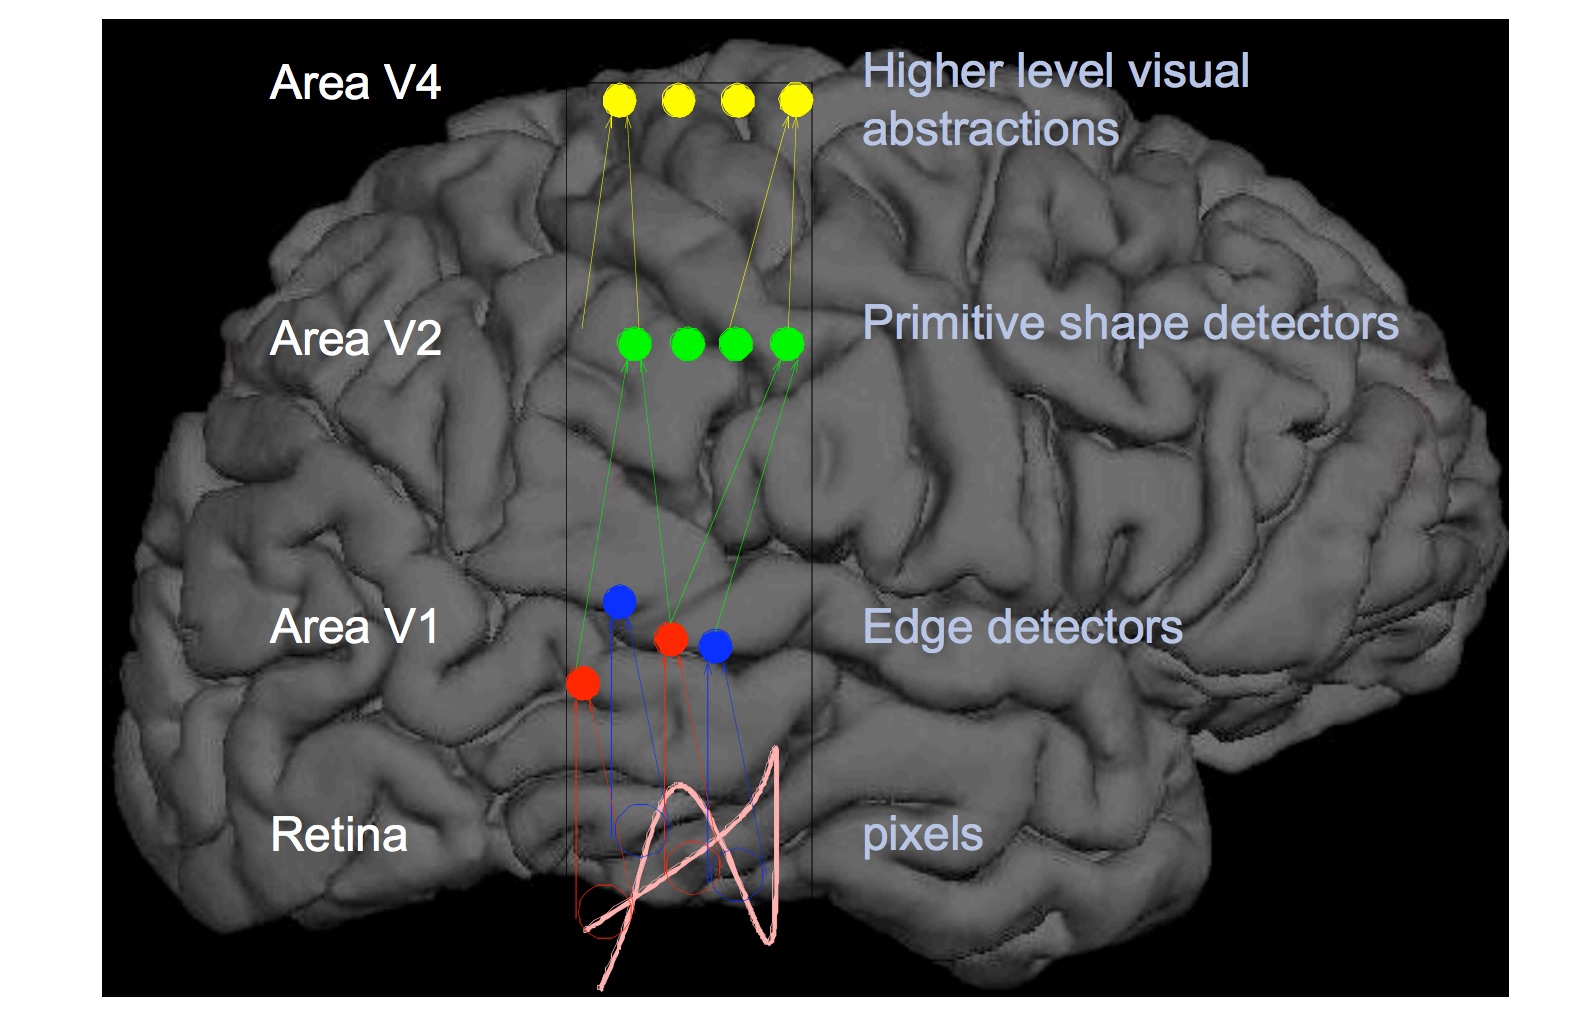 Area V4
Higher level visual
abstractions
Area V2
Primitive shape detectors
Area V1
Edge detectors
Retina
pixels